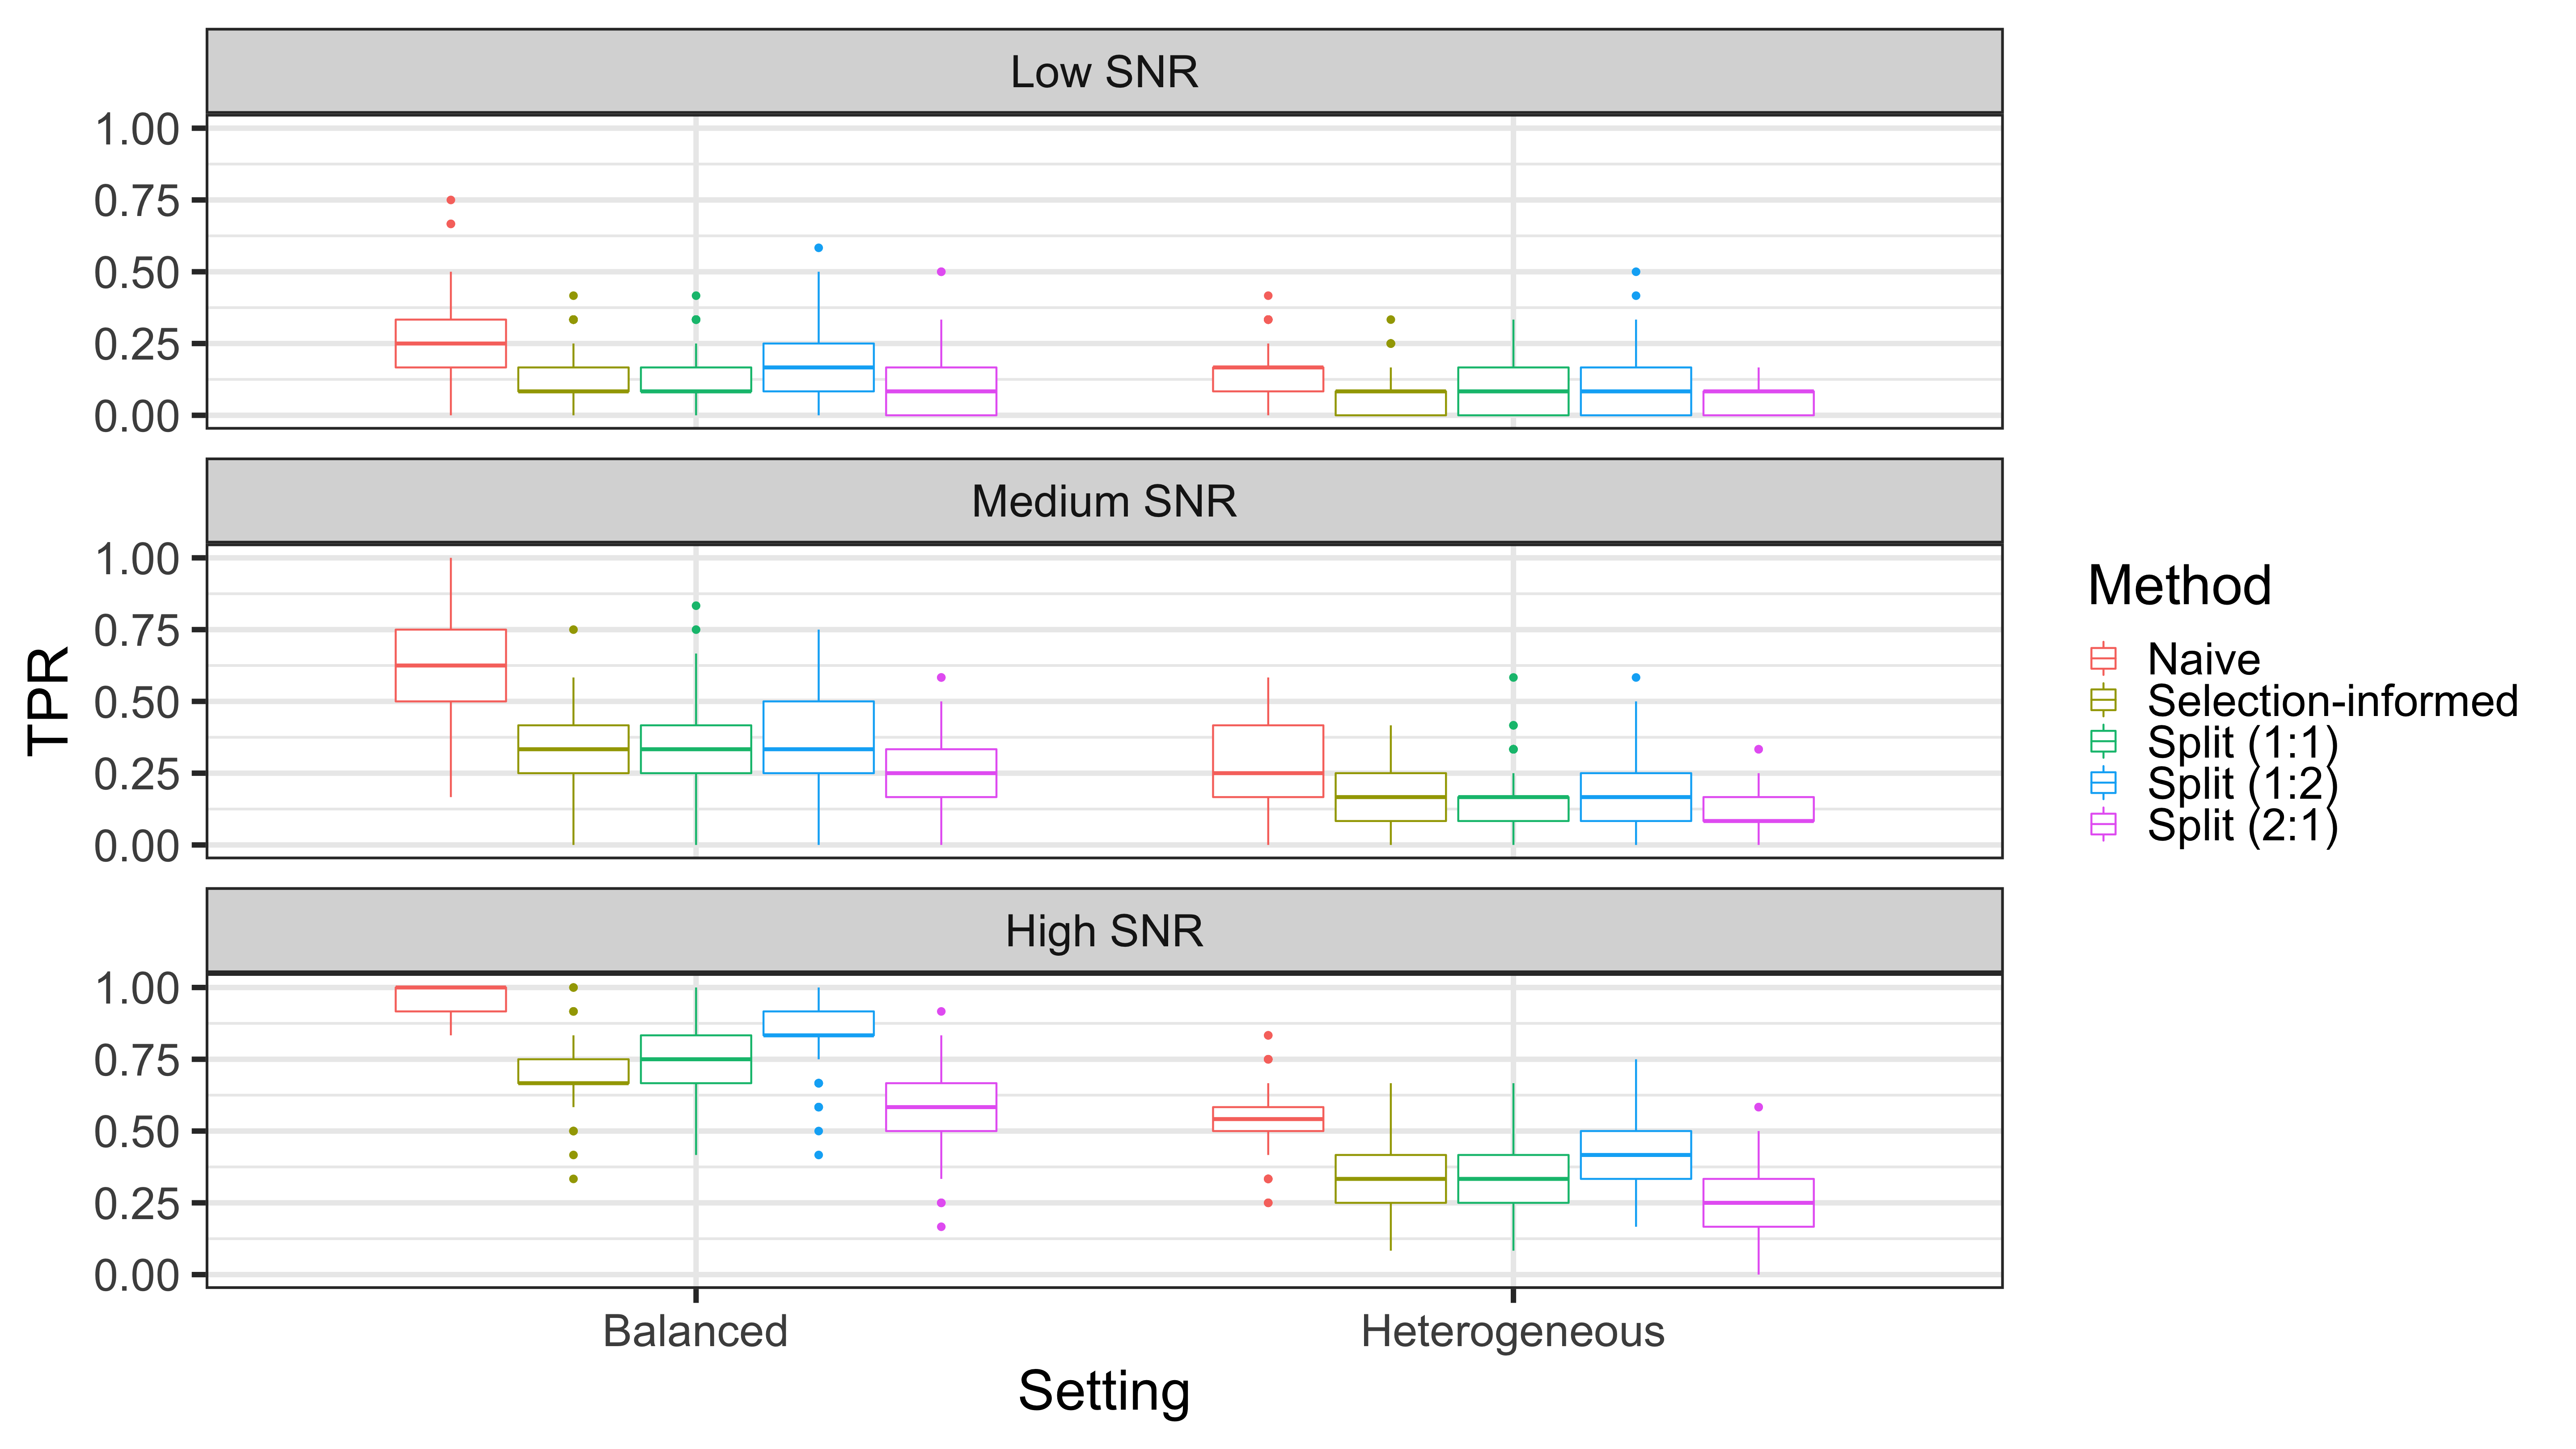 Low SNR
1.00
0.75
0.50
0.25
0.00
Medium SNR
1.00
0.75
0.50
0.25
0.00
High SNR
1.00
0.75
0.50
0.25
0.00
TPR
Balanced
Heterogeneous
Setting
Method
Naive
Selection-informed
Split (1:1)
Split (1:2)
Split (2:1)